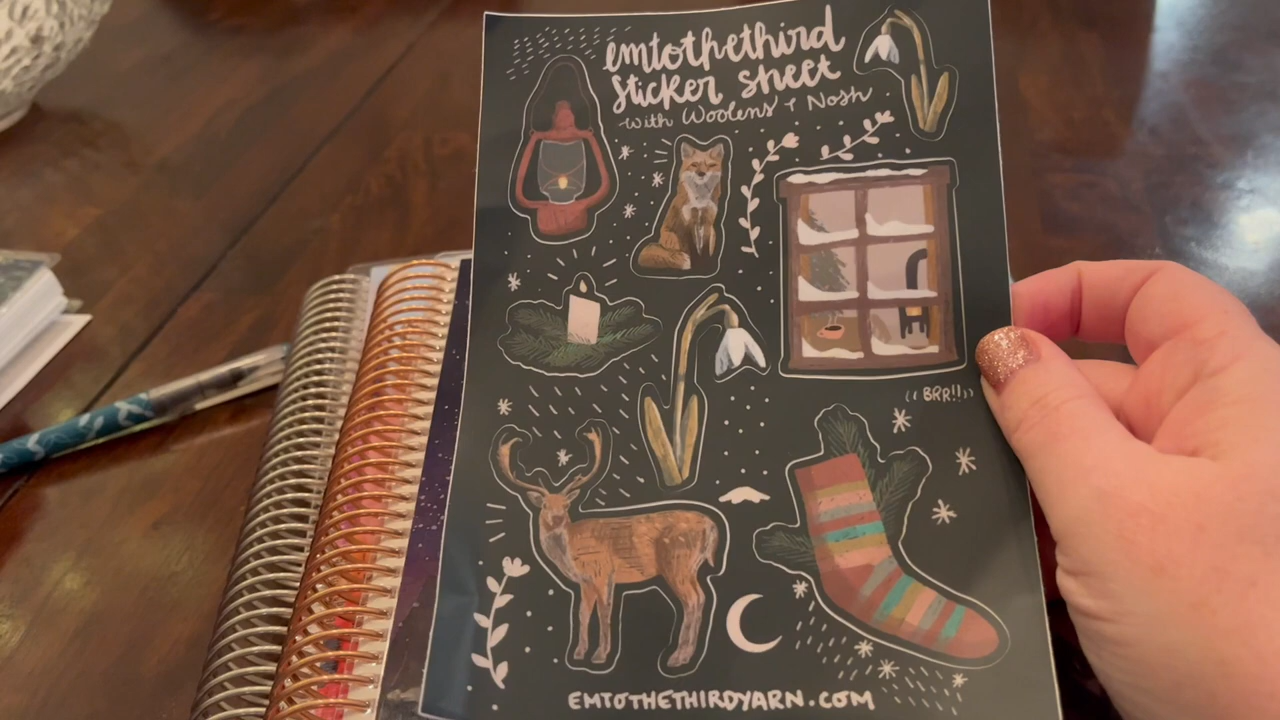 emtothethird
sticker sheet
with Woolens + Nosh
((BRR!!))
EMTOTHETHIRDYARN.COM